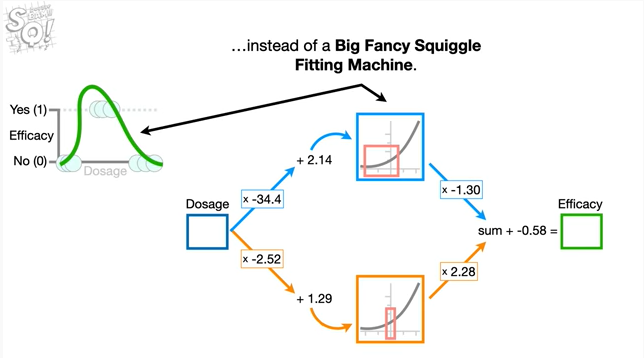 SQ!
…instead of a Big Fancy Squiggle
Fitting Machine.
Yes (1)
Efficacy
No (0)
Dosage
+ 2.14
x -34.4
x -1.30
Dosage
Efficacy
sum + -0.58 =
x -2.52
x 2.28
+ 1.29